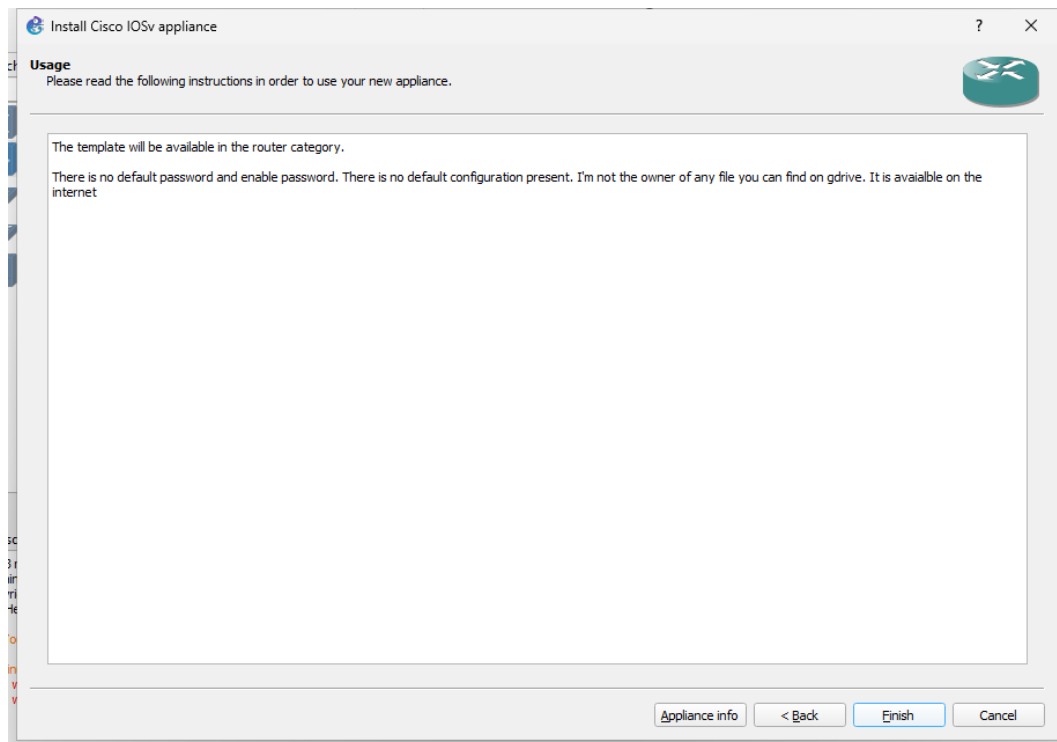 Install Cisco IOSv appliance
?
Usage
Please read the following instructions in order to use your new appliance.
The template will be available in the router category.
There is no default password and enable password. There is no default configuration present. I'm not the owner of any file you can find on gdrive. It is avaialble on the
internet
Appliance info
< Back
Finish
Cancel